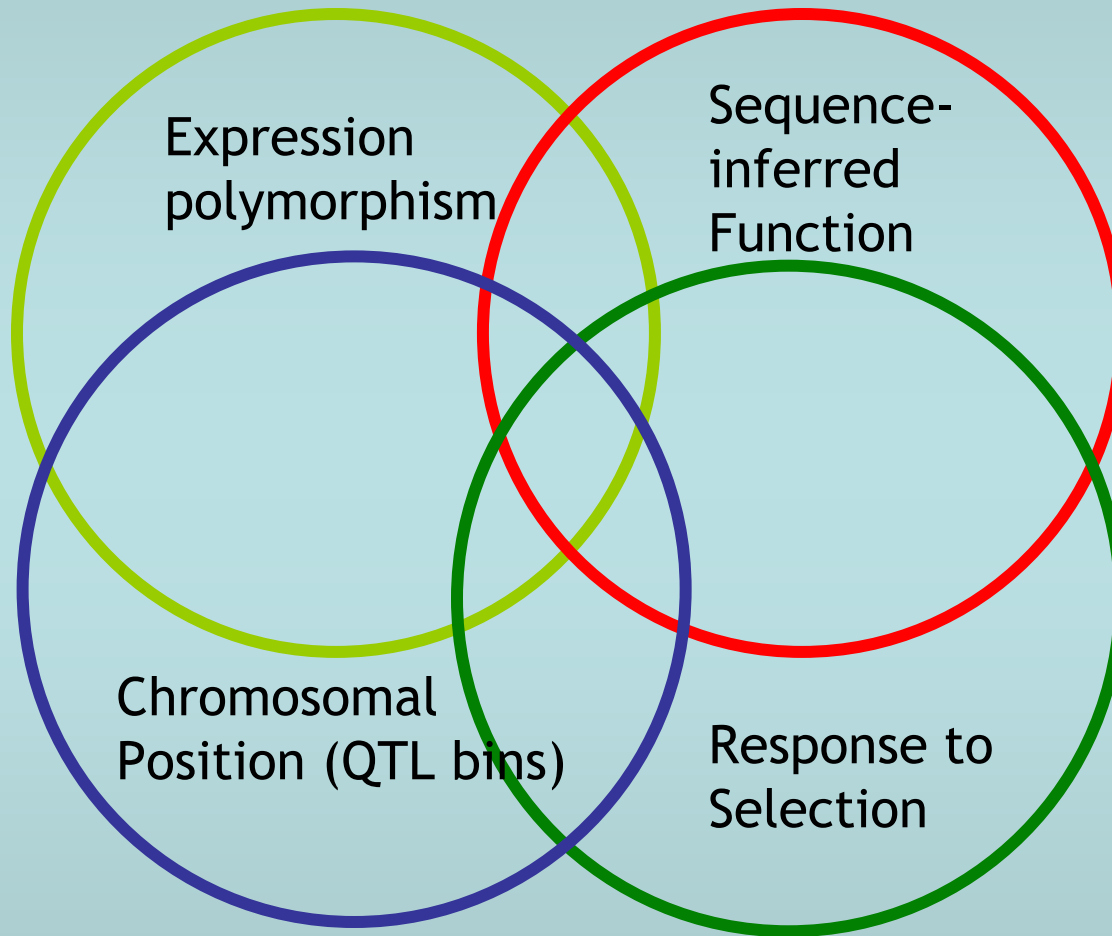 Expression
polymorphism
Sequence-
inferred
Function
Chromosomal
Position (QTL bins)
Response to
Selection